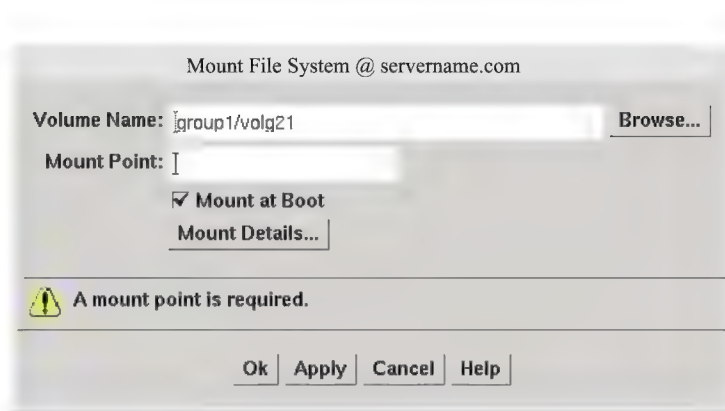 Mount File System @ servername.com
Volume Name: group1/volg21 Browse...
Mount Point:
Mount at Boot
Mount Details...
A mount point is required.
Ok Apply Cancel Help